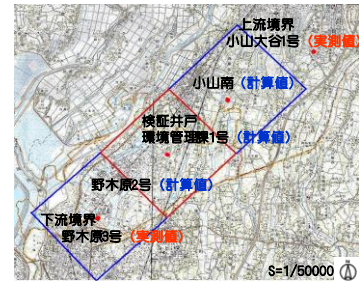 上流境界
小山大谷1号(実測値)
小山南(計算値)
検証井戸
環境管理課1号(計算値)
野木原2号(計算値)
下流境界
野木原3号(実測値)
S=1/50000